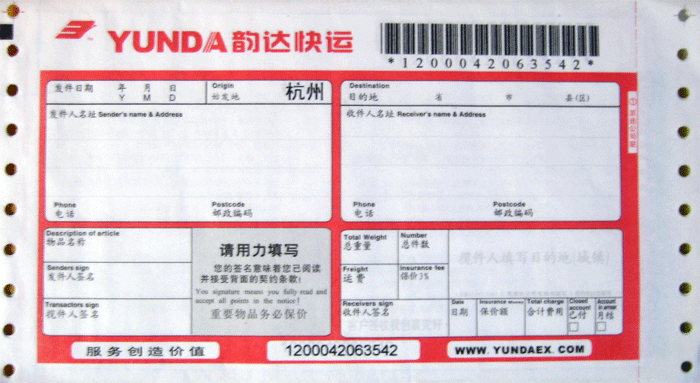 YUNDA 韵达快运
*1200042063542*
发件日期 年 月 日 Y M D
Origin 始发地 杭州
Destination
目的地 省 市 县(区)
发件人名址 Sender's name & Address
收件人名址 Receiver's name & Address
Phone Postcode
电话 邮政编码
Phone Postcode
电话 邮政编码
Description of article
物品名称
Senders sign
发件人签名
Transactors sign
揽件人签名
请用力填写
您的签名意味着您已阅读
并接受背面的契约条款!
You signature means you fully read and
accept all points in the notice!
重要物品务必保价
Total Weight
总重量
Number
总件数
Freight
运费
Insurance fee
保价3%
揽件人填写目的地(城镇)
Receivers sign
收件人签名
Date
日期
保价额
Total charge
合计费用
Closed account
已付
月结
服务创造价值
1200042063542
WWW. YUNDAEX. COM